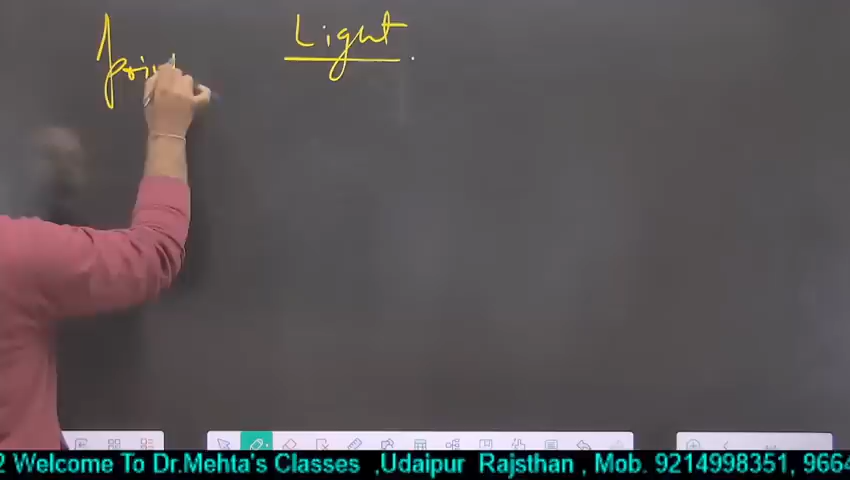 Light
2 Welcome To Dr.Mehta's Classes ,Udaipur Rajsthan , Mob. 9214998351, 9664